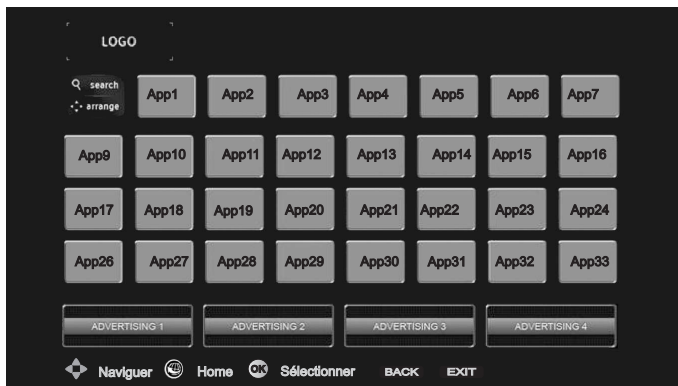 LOGO
search
arrange
App1 App2 App3 App4 App5 App6 App7
App9 App10 App11 App12 App13 App14 App15 App16
App17 App18 App19 App20 App21 App22 App23 App24
App26 App27 App28 App29 App30 App31 App32 App33
ADVERTISING 1 ADVERTISING 2 ADVERTISING 3 ADVERTISING 4
Naviguer Home OK Sélectionner BACK EXIT